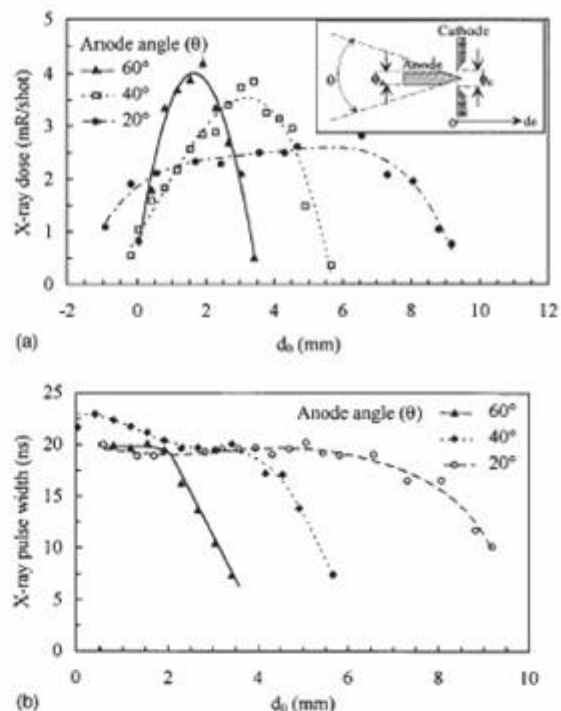 Anode angle (θ)
60°
40°
20°
Cathode
Anode
θ
X-ray dose (mR/shot)
5
4
3
2
1
0
-2 0 2 4 6 8 10 12
(a)
d₀ (mm)
Anode angle (θ)
60°
40°
20°
X-ray pulse width (ns)
25
20
15
10
5
0
0 2 4 6 8 10
(b)
d₀ (mm)